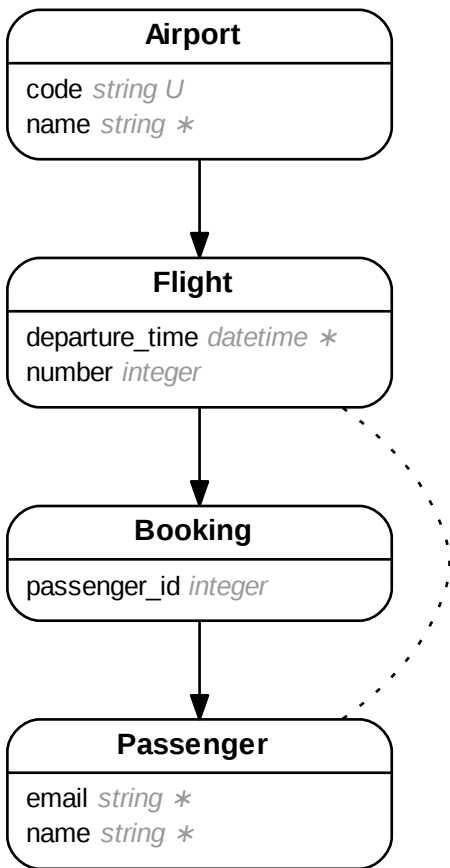 Airport
code string U
name string ∗
Flight
departure_time datetime ∗
number integer
Booking
passenger_id integer
Passenger
email string ∗
name string ∗